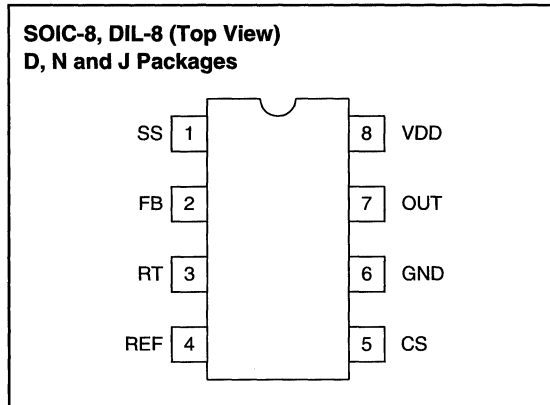 SOIC-8, DIL-8 (Top View)
D, N and J Packages
SS 1 8 VDD
FB 2 7 OUT
RT 3 6 GND
REF 4 5 CS